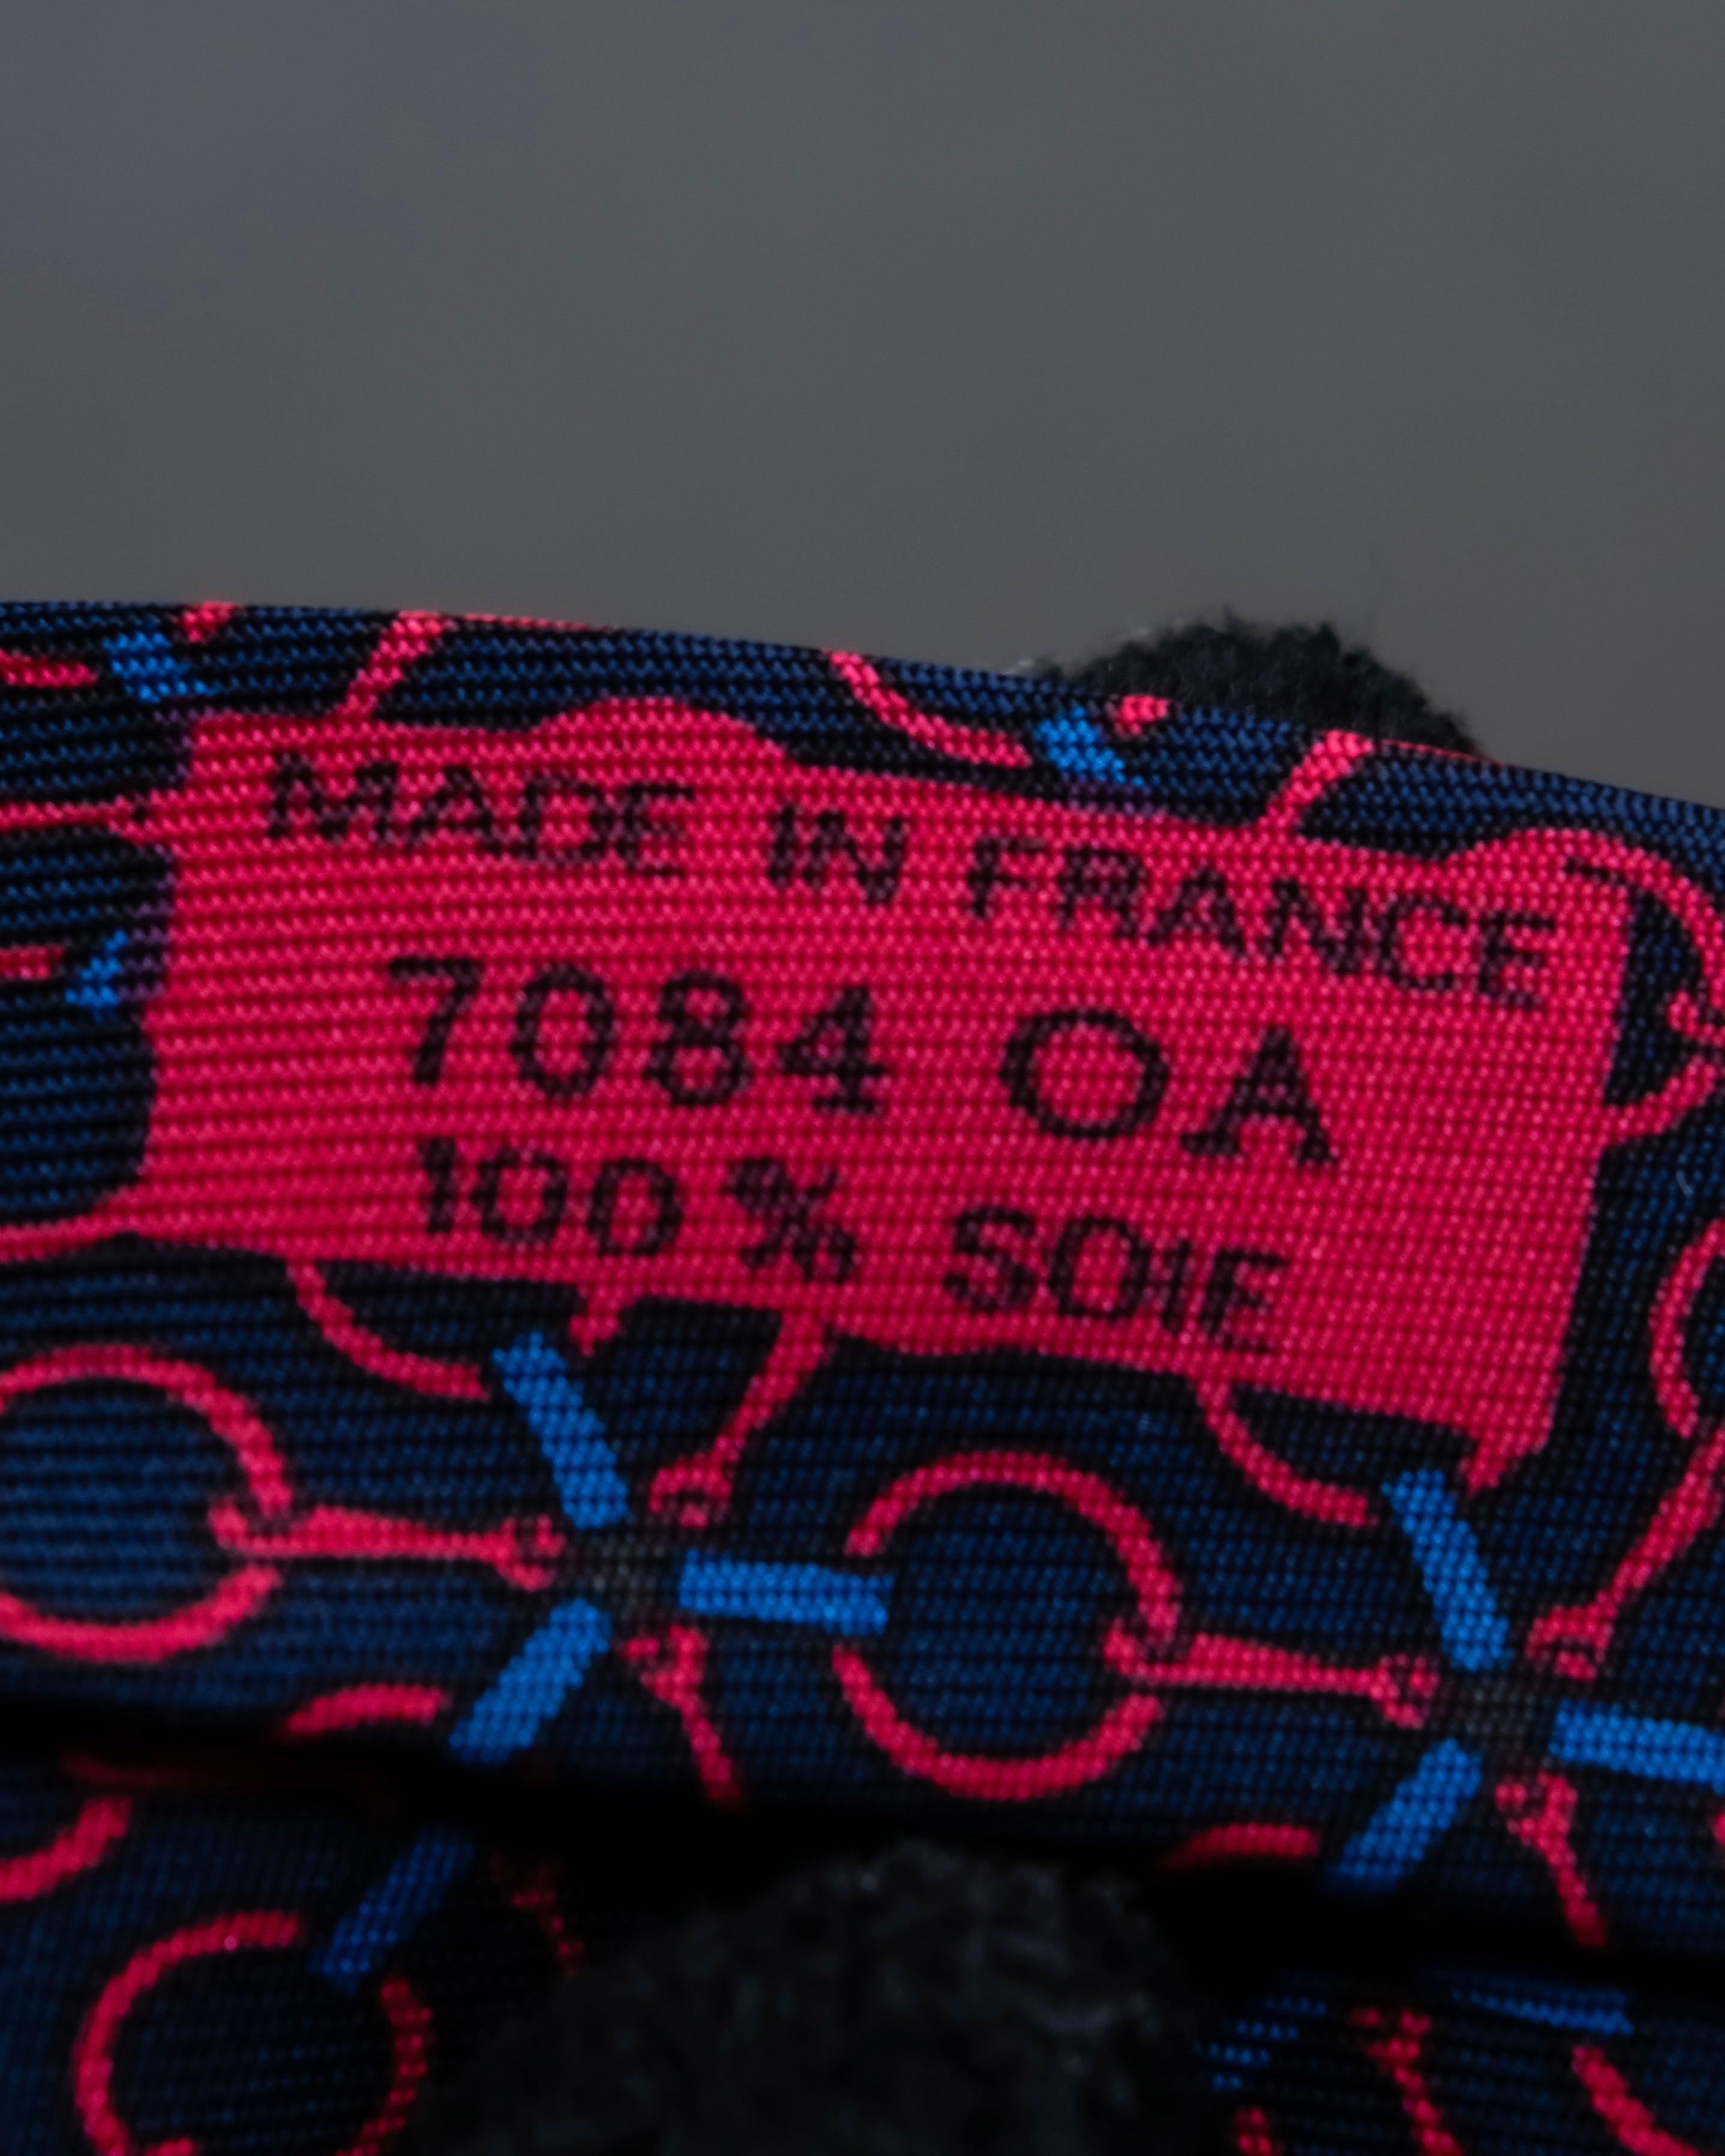 MADE IN FRANCE
7084 OA
100 % SOIE